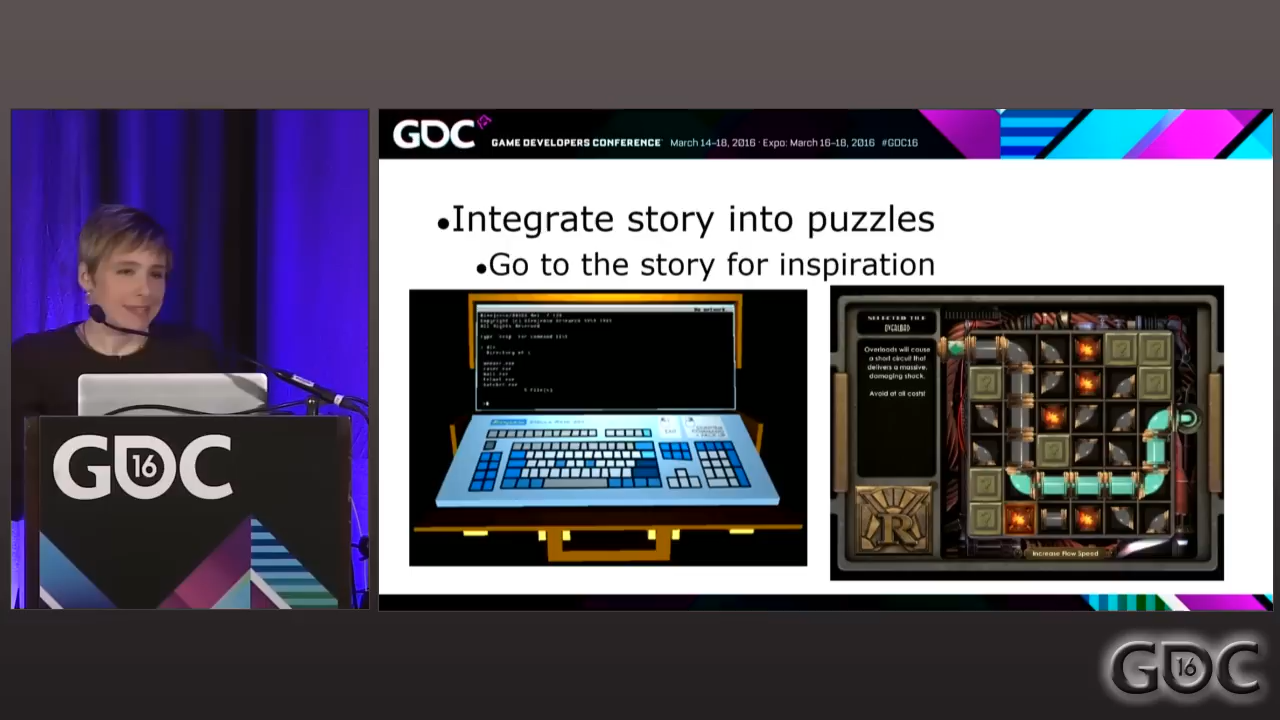 GDC
GAME DEVELOPERS CONFERENCE March 14–18, 2016 · Expo: March 16–18, 2016 #GDC16
•Integrate story into puzzles
•Go to the story for inspiration
No network.
SELECTED TILE
OVERLOAD
Overloads will cause
a short circuit that
delivers a massive,
damaging shock.
Avoid at all costs!
R
Increase Flow Speed
GDC
16
GDC
16